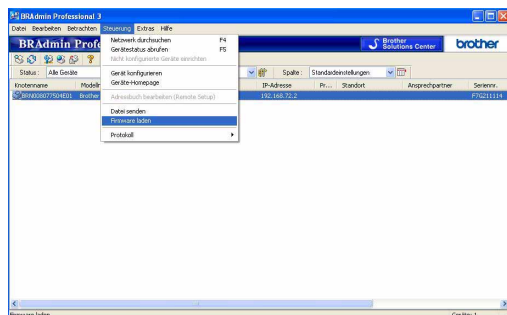 BRAdmin Professional 3
Datei Bearbeiten Betrachten Steuerung Extras Hilfe
Netzwerk durchsuchen F4
Gerätestatus abrufen F5
Nicht konfigurierte Geräte einrichten
Gerät konfigurieren
Geräte-Homepage
Adressbuch bearbeiten (Remote Setup)
Datei senden
Firmware laden
Protokoll
BRAdmin Profe
Brother Solutions Center
brother
Status: Alle Geräte
Spalte: Standardeinstellungen
Knotenname Modelln
IP-Adresse Pr... Standort Ansprechpartner Seriennr.
BRN008077504E01 Brother
192.168.72.2
F7G211114
Firmware laden